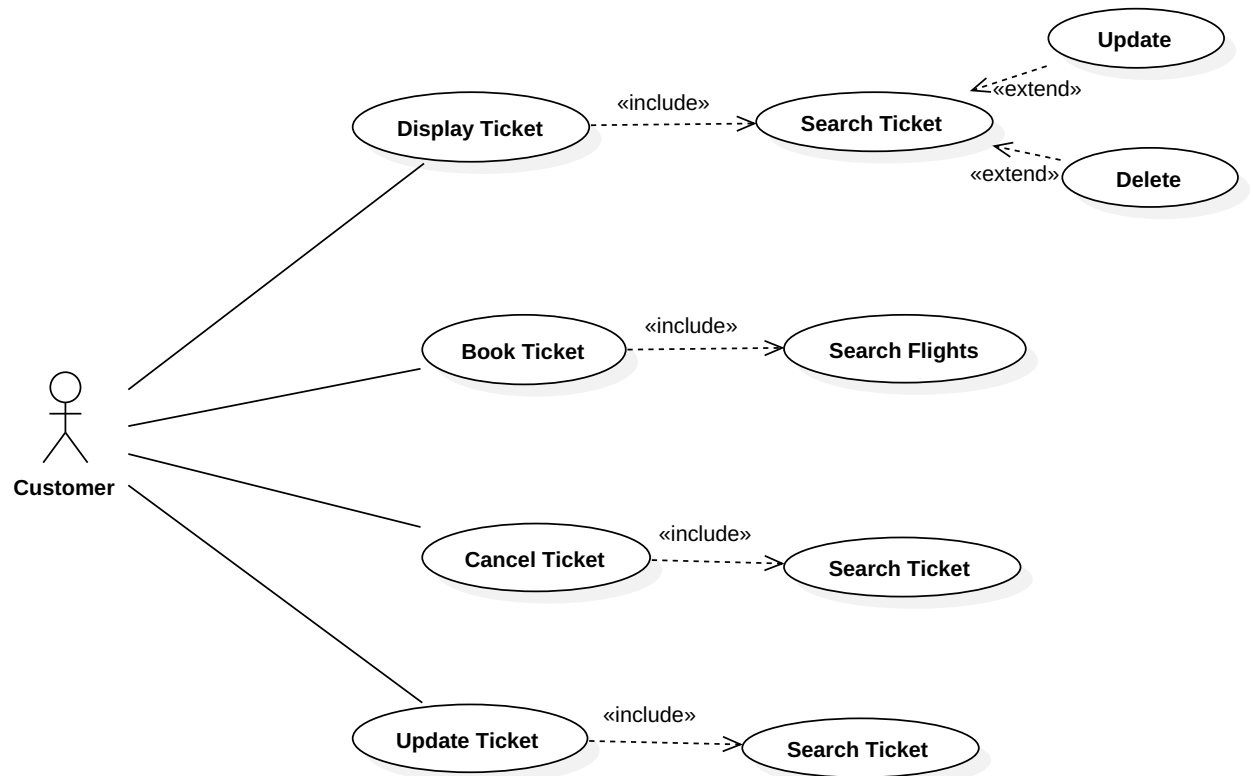 Update
«include»
«extend»
Display Ticket
Search Ticket
«extend»
Delete
«include»
Book Ticket
Search Flights
Customer
«include»
Cancel Ticket
Search Ticket
«include»
Update Ticket
Search Ticket